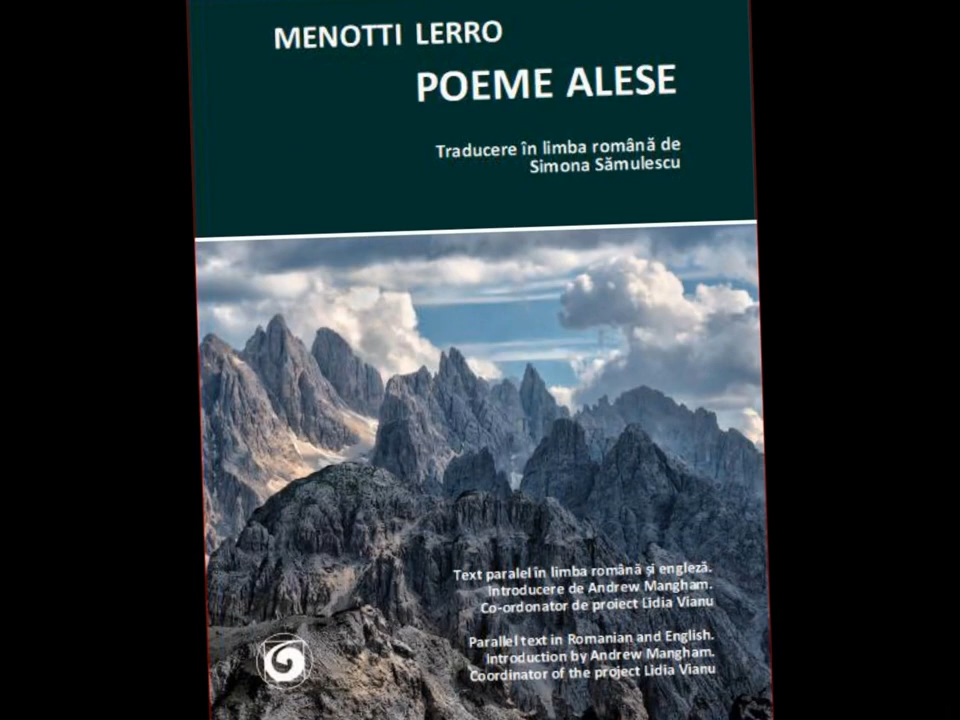 MENOTTI LERRO
POEME ALESE
Traducere în limba română de
Simona Sămulescu
Text paralel în limba română și engleză.
Introducere de Andrew Mangham.
Co-ordonator de proiect Lidia Vianu
Parallel text in Romanian and English.
Introduction by Andrew Mangham.
Coordinator of the project Lidia Vianu